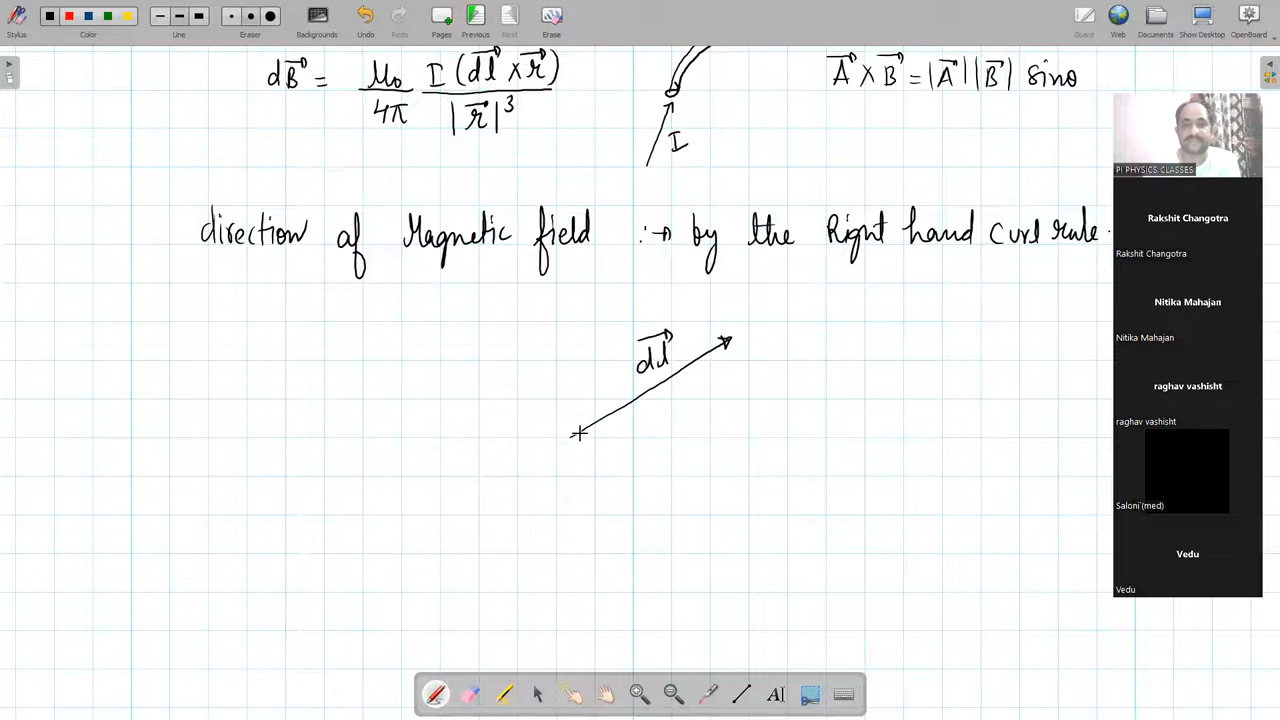 Stylus
Color
Line
Eraser
Backgrounds
Undo
Redo
Pages
Previous
Next
Erase
Board
Web
Documents
Show Desktop
OpenBoard
dB⃗ = μ₀/4π I (dl⃗ × r⃗)/|r⃗|³
I
A⃗ × B⃗ = |A⃗| |B⃗| sinθ
direction of Magnetic field :→ by the Right hand Curl rule.
dl⃗
PI PHYSICS CLASSES
Rakshit Changotra
Rakshit Changotra
Nitika Mahajan
Nitika Mahajan
raghav vashisht
raghav vashisht
Saloni(med)
Vedu
Vedu
AI